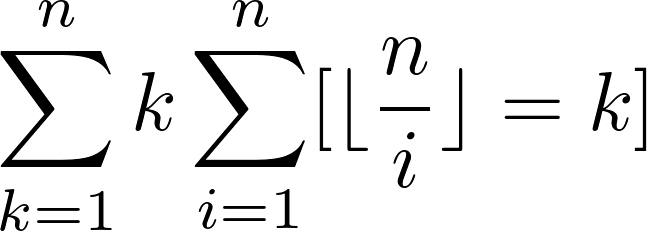 \sum_{k=1}^{n} k \sum_{i=1}^{n} [\lfloor \frac{n}{i} \rfloor = k]